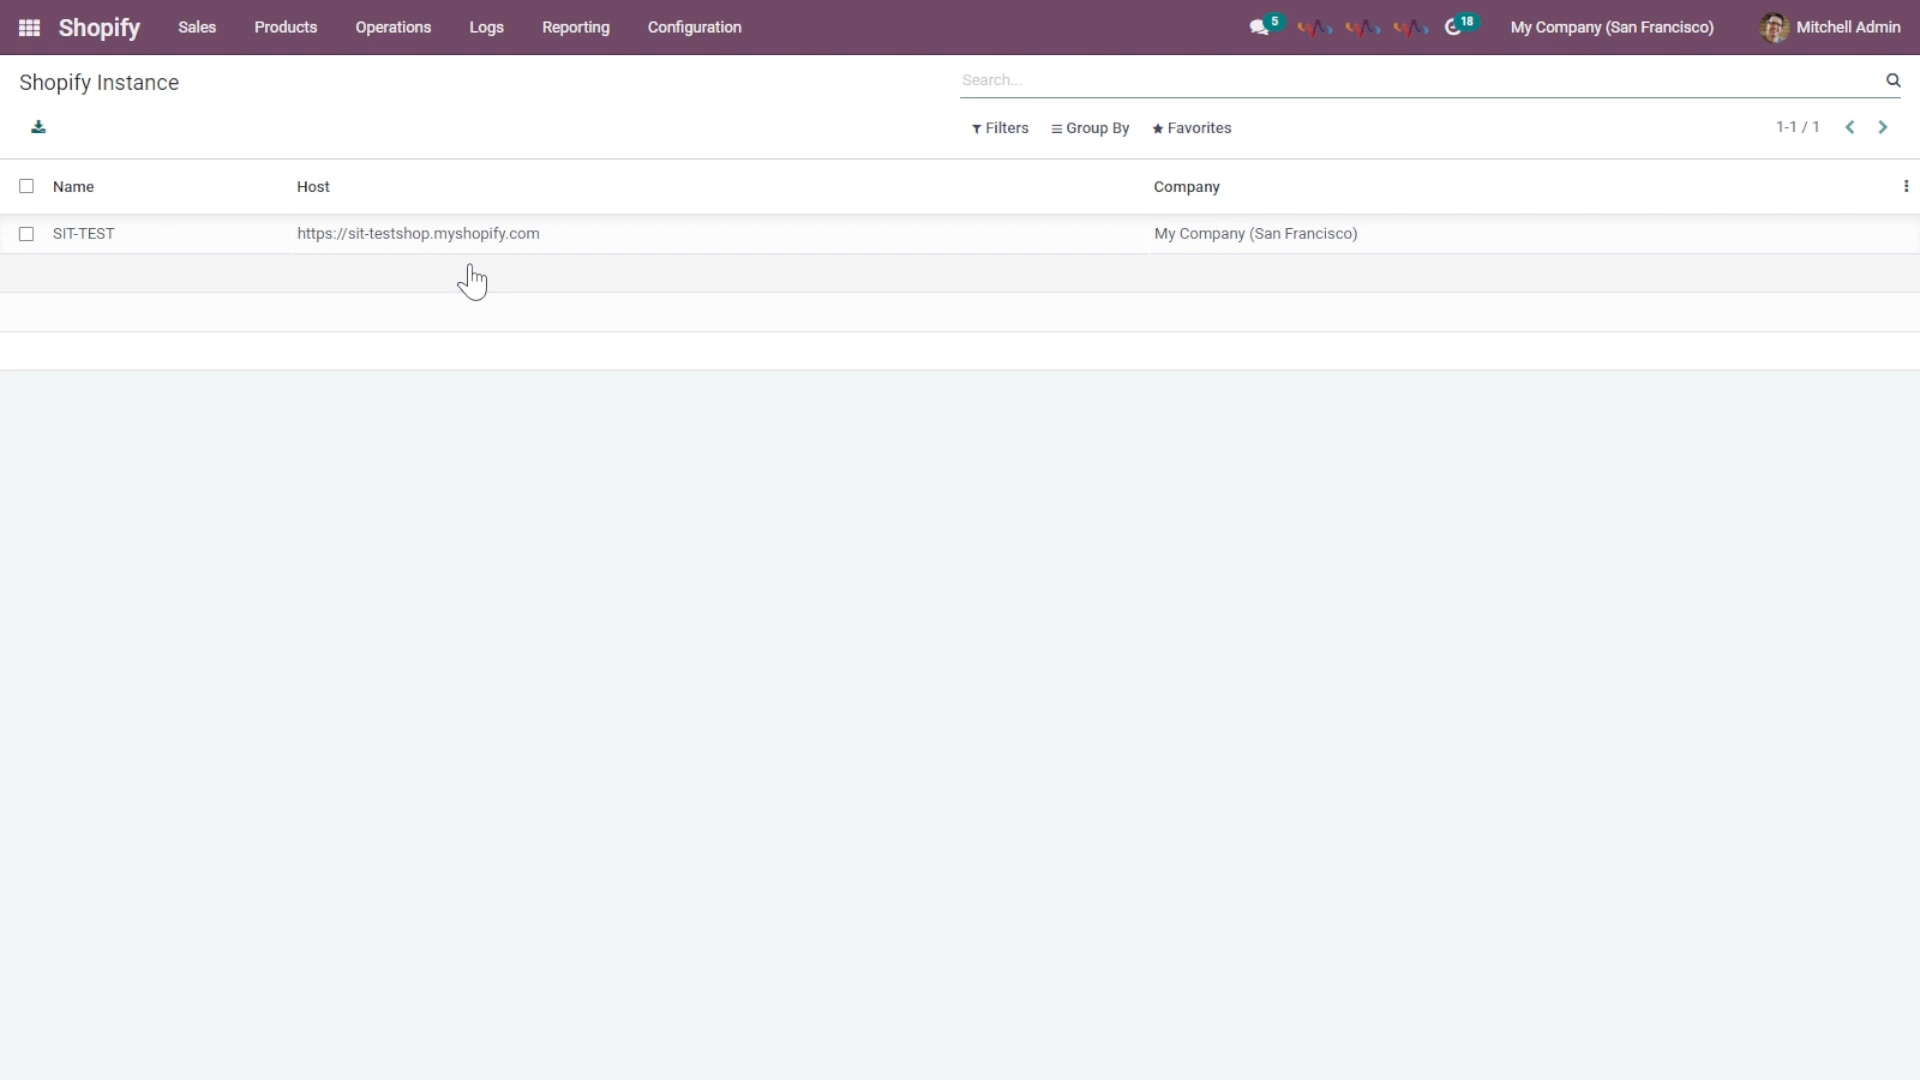 Shopify Sales Products Operations Logs Reporting Configuration 5 18 My Company (San Francisco) Mitchell Admin
Shopify Instance Search...
Filters Group By Favorites 1-1 / 1
Name Host Company
SIT-TEST https://sit-testshop.myshopify.com My Company (San Francisco)